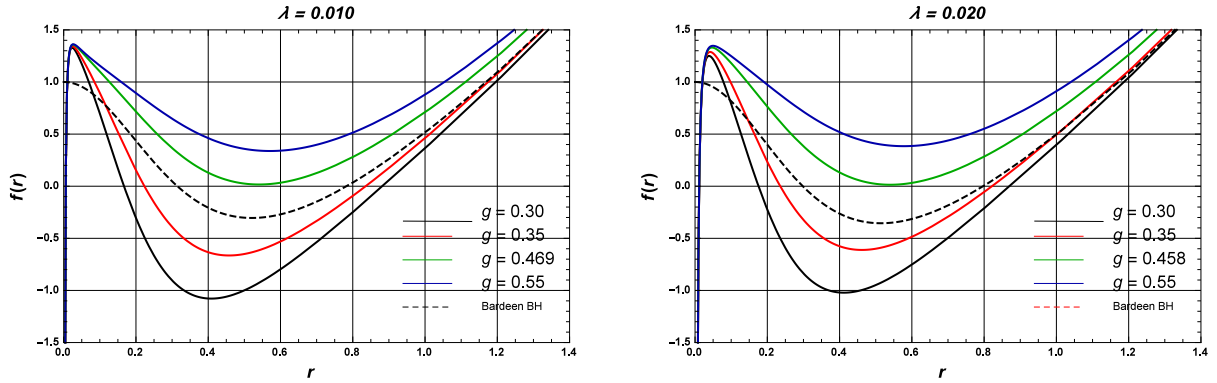 λ = 0.010
f(r)
1.5
1.0
0.5
0.0
−0.5
−1.0
−1.5
g = 0.30
g = 0.35
g = 0.469
g = 0.55
Bardeen BH
0.0 0.2 0.4 0.6 0.8 1.0 1.2 1.4
r
λ = 0.020
f(r)
1.5
1.0
0.5
0.0
−0.5
−1.0
−1.5
g = 0.30
g = 0.35
g = 0.458
g = 0.55
Bardeen BH
0.0 0.2 0.4 0.6 0.8 1.0 1.2 1.4
r